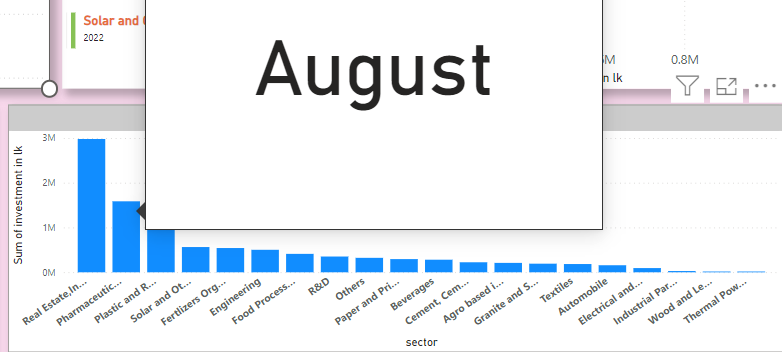 Solar and
2022
August
0.8M
n lk
3M
2M
1M
0M
Sum of investment in lk
Real Estate,In...
Pharmaceutic...
Plastic and R...
Solar and Ot...
Fertlizers Org...
Engineering
Food Process...
R&D
Others
Paper and Pri...
Beverages
Cement, Cem...
Agro based i...
Granite and S...
Textiles
Automobile
Electrical and...
Industrial Par...
Wood and Le...
Thermal Pow...
sector